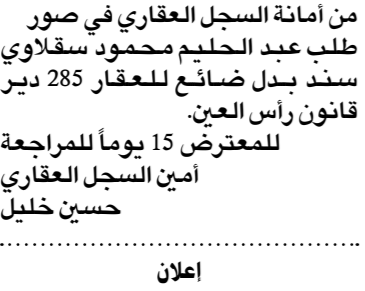 من أمانة السجل العقاري في صور
طلب عبد الحليم محمود سقلاوي
سند بدل ضائع للعقار 285 دير
قانون رأس العين.
للمعترض 15 يوماً للمراجعة
أمين السجل العقاري
حسين خليل
..........................................
إعلان